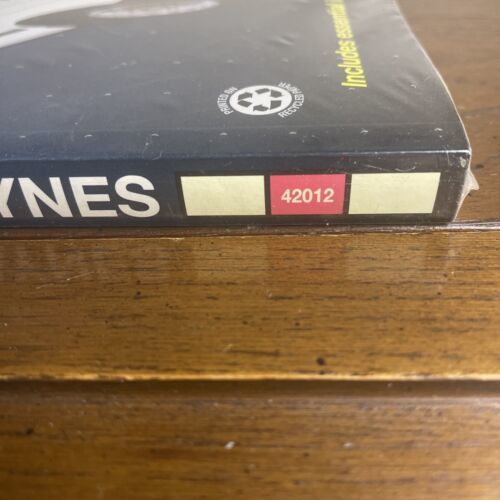 Includes essential
PRINTED ON
RECYCLED PAPER
YNES
42012